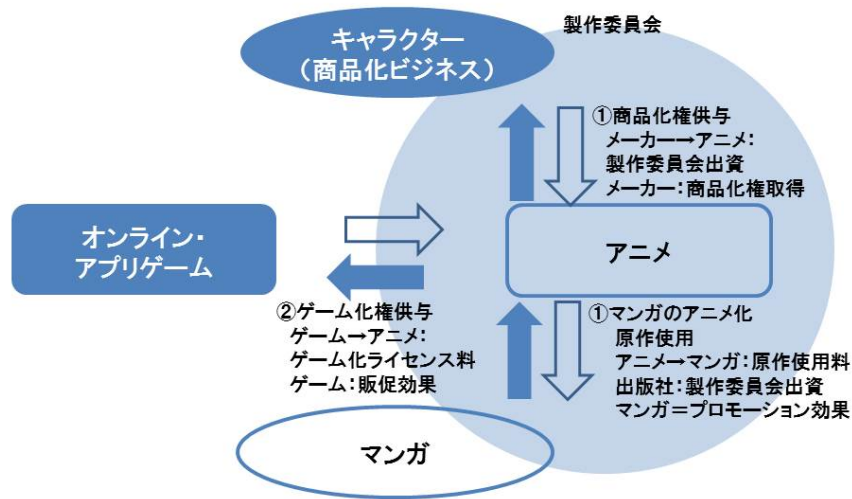 製作委員会
キャラクター
（商品化ビジネス）
①商品化権供与
メーカー→アニメ：
製作委員会出資
メーカー：商品化権取得
オンライン・
アプリゲーム
アニメ
②ゲーム化権供与
ゲーム→アニメ：
ゲーム化ライセンス料
ゲーム：販促効果
①マンガのアニメ化
原作使用
アニメ→マンガ：原作使用料
出版社：製作委員会出資
マンガ＝プロモーション効果
マンガ